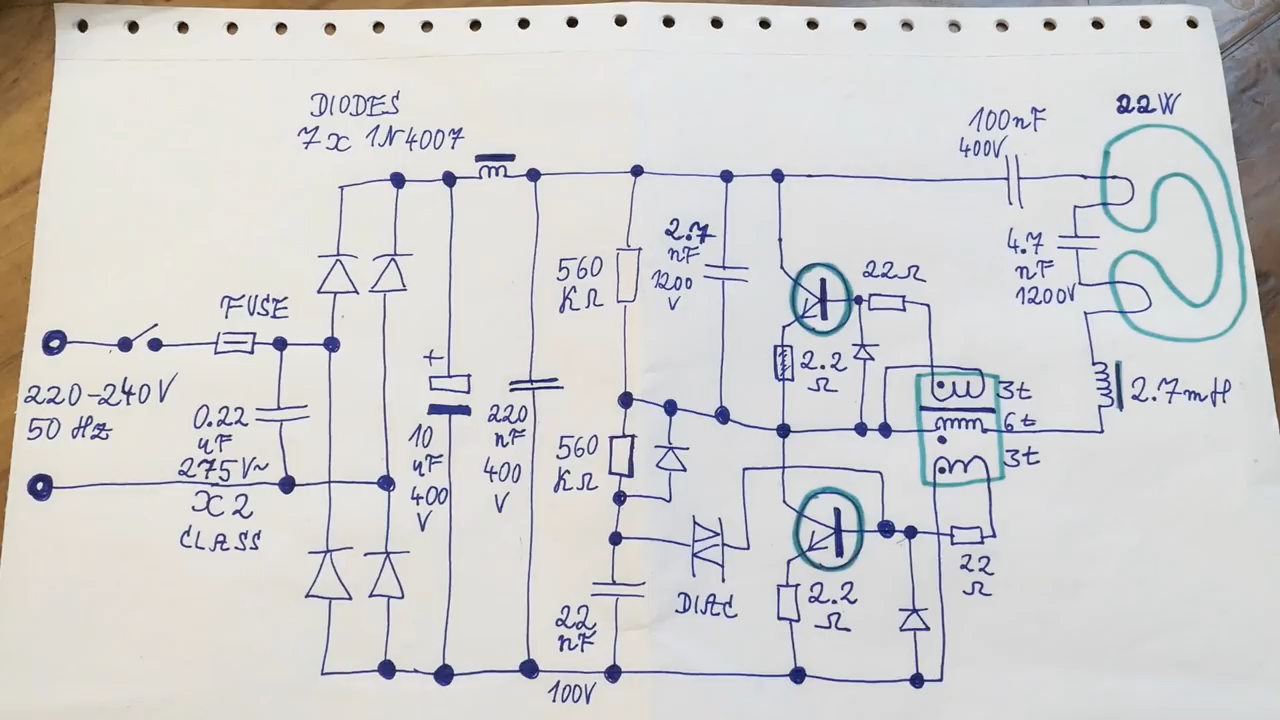 DIODES
7 x 1N4007
22W
100nF
400V
2.7
nF
1200
V
4.7
nF
1200V
560
KΩ
22Ω
FUSE
220-240V
50 Hz
0.22
uF
275V~
X2
CLASS
+
10
uF
400
V
220
nF
400
V
2.2
Ω
3t
6t
3t
2.7mH
560
KΩ
DIAC
22
nF
100V
2.2
Ω
22
Ω